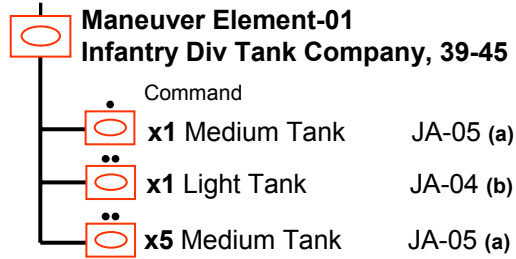 Maneuver Element-01
Infantry Div Tank Company, 39-45
Command
x1 Medium Tank JA-05 (a)
x1 Light Tank JA-04 (b)
x5 Medium Tank JA-05 (a)